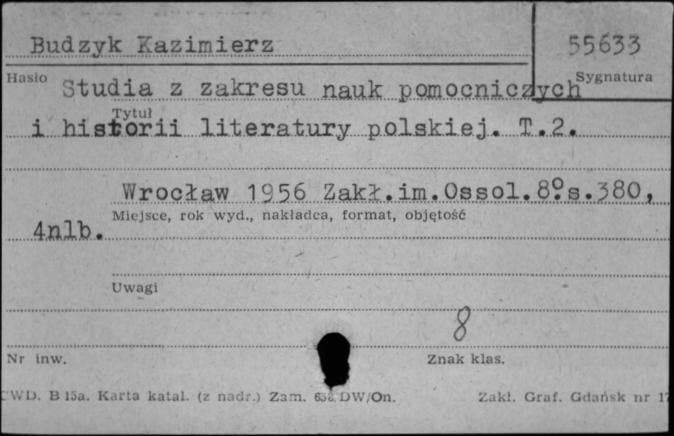 Budzyk Kazimierz 55633
Hasło Sygnatura
Studia z zakresu nauk pomocniczych
Tytuł
i historii literatury polskiej. T.2.
Wrocław 1956 Zakł.im.Ossol.8°s.380,
Miejsce, rok wyd., nakładca, format, objętość
4nlb.
Uwagi
8
Nr inw. Znak klas.
CWD. B 15a. Karta katal. (z nadr.) Zam. DW/On. Zakł. Graf. Gdańsk nr